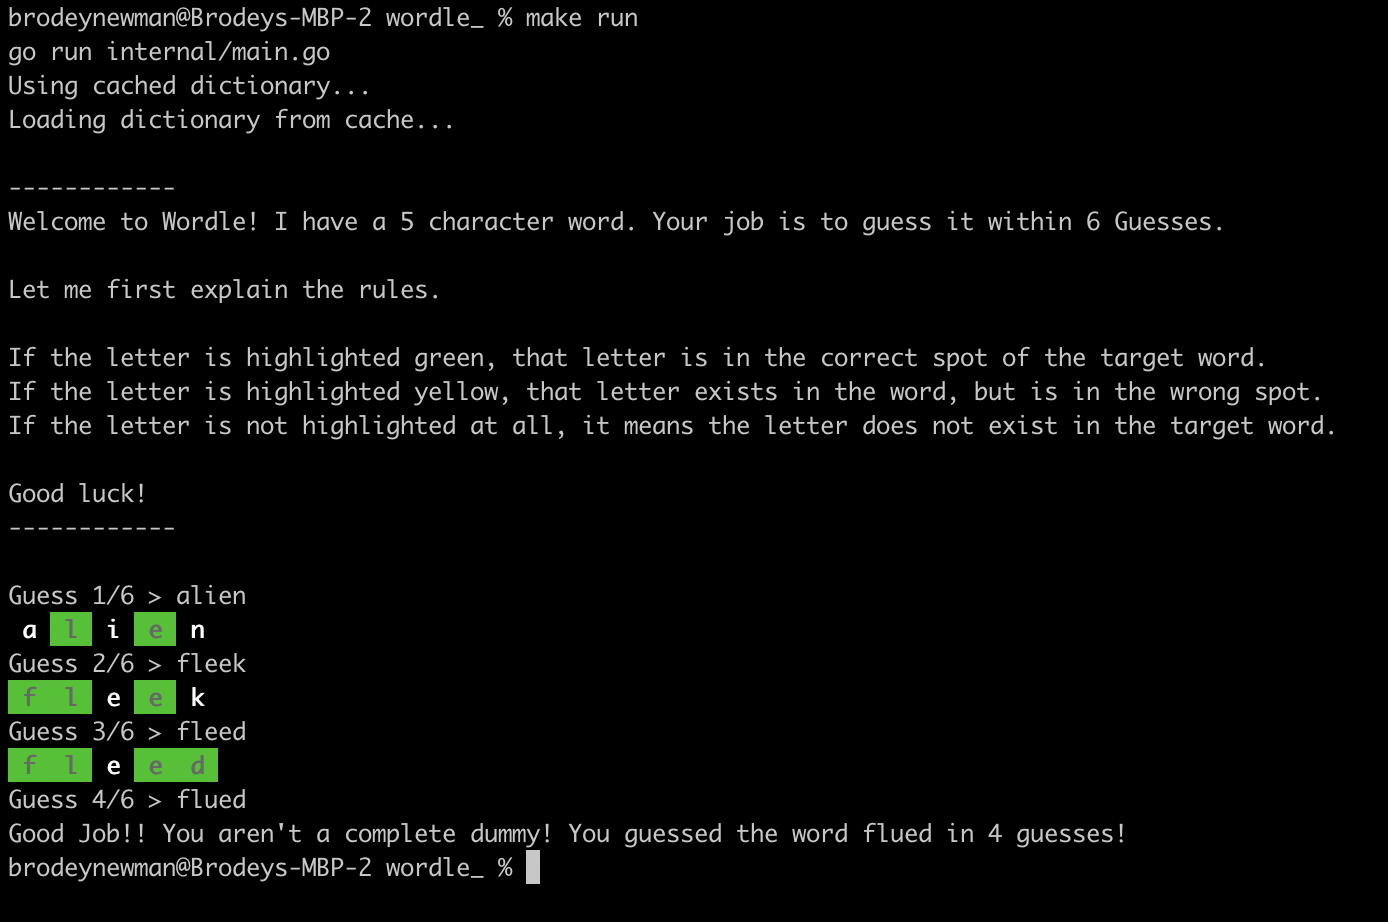 brodeynewman@Brodeys-MBP-2 wordle_ % make run
go run internal/main.go
Using cached dictionary...
Loading dictionary from cache...
------------
Welcome to Wordle! I have a 5 character word. Your job is to guess it within 6 Guesses.
Let me first explain the rules.
If the letter is highlighted green, that letter is in the correct spot of the target word.
If the letter is highlighted yellow, that letter exists in the word, but is in the wrong spot.
If the letter is not highlighted at all, it means the letter does not exist in the target word.
Good luck!
------------
Guess 1/6 > alien
a l i e n
Guess 2/6 > fleek
f l e e k
Guess 3/6 > fleed
f l e e d
Guess 4/6 > flued
Good Job!! You aren't a complete dummy! You guessed the word flued in 4 guesses!
brodeynewman@Brodeys-MBP-2 wordle_ %